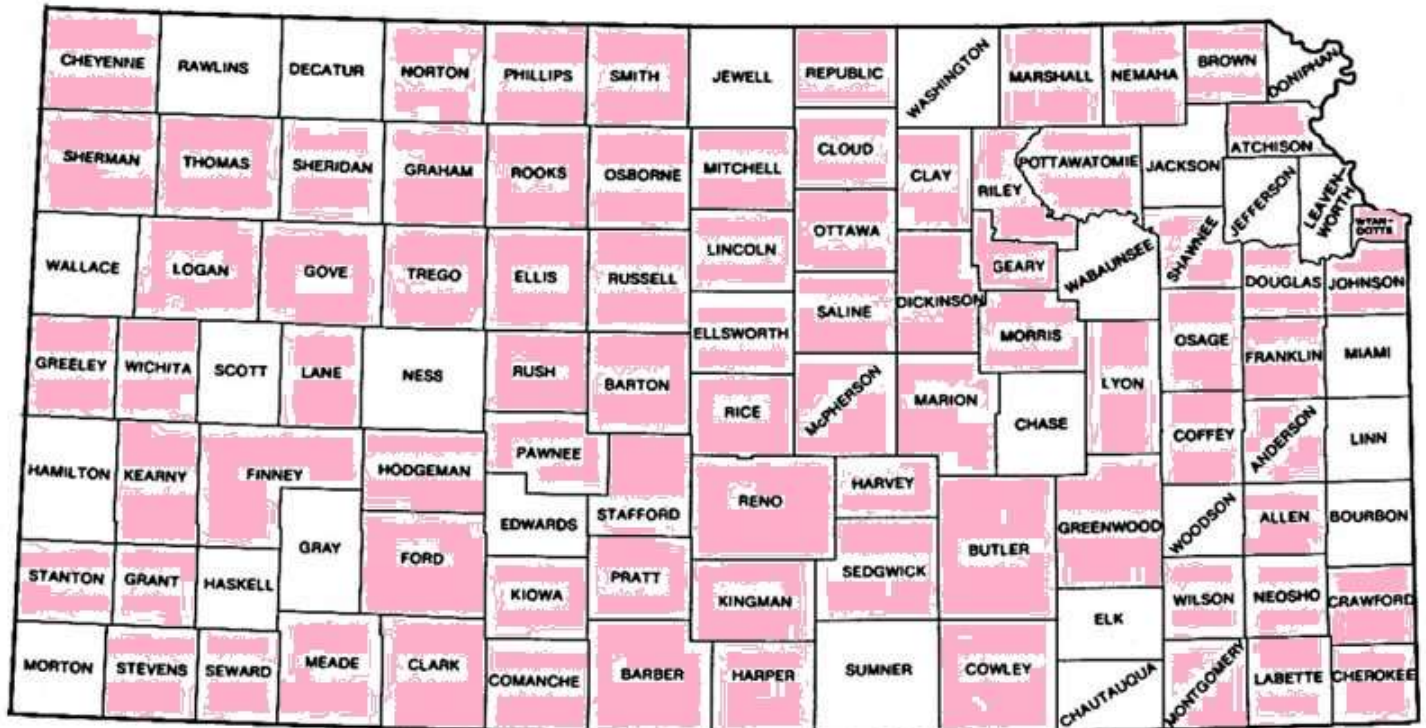 CHEYENNE
RAWLINS
DECATUR
NORTON
PHILLIPS
SMITH
JEWELL
REPUBLIC
WASHINGTON
MARSHALL
NEMAHA
BROWN
DONIPHAN
SHERMAN
THOMAS
SHERIDAN
GRAHAM
ROOKS
OSBORNE
MITCHELL
CLOUD
CLAY
RILEY
POTTAWATOMIE
JACKSON
ATCHISON
JEFFERSON
LEAVEN-
WORTH
WYAN-
DOTTE
WALLACE
LOGAN
GOVE
TREGO
ELLIS
RUSSELL
LINCOLN
OTTAWA
SALINE
DICKINSON
GEARY
WABAUNSEE
SHAWNEE
DOUGLAS
JOHNSON
GREELEY
WICHITA
SCOTT
LANE
NESS
RUSH
BARTON
ELLSWORTH
RICE
McPHERSON
MARION
MORRIS
CHASE
LYON
OSAGE
FRANKLIN
MIAMI
HAMILTON
KEARNY
FINNEY
HODGEMAN
PAWNEE
STAFFORD
EDWARDS
RENO
HARVEY
COFFEY
ANDERSON
LINN
GRAY
FORD
KIOWA
PRATT
KINGMAN
SEDGWICK
BUTLER
GREENWOOD
WOODSON
ALLEN
BOURBON
STANTON
GRANT
HASKELL
ELK
WILSON
NEOSHO
CRAWFORD
MORTON
STEVENS
SEWARD
MEADE
CLARK
COMANCHE
BARBER
HARPER
SUMNER
COWLEY
CHAUTAUQUA
MONTGOMERY
LABETTE
CHEROKEE